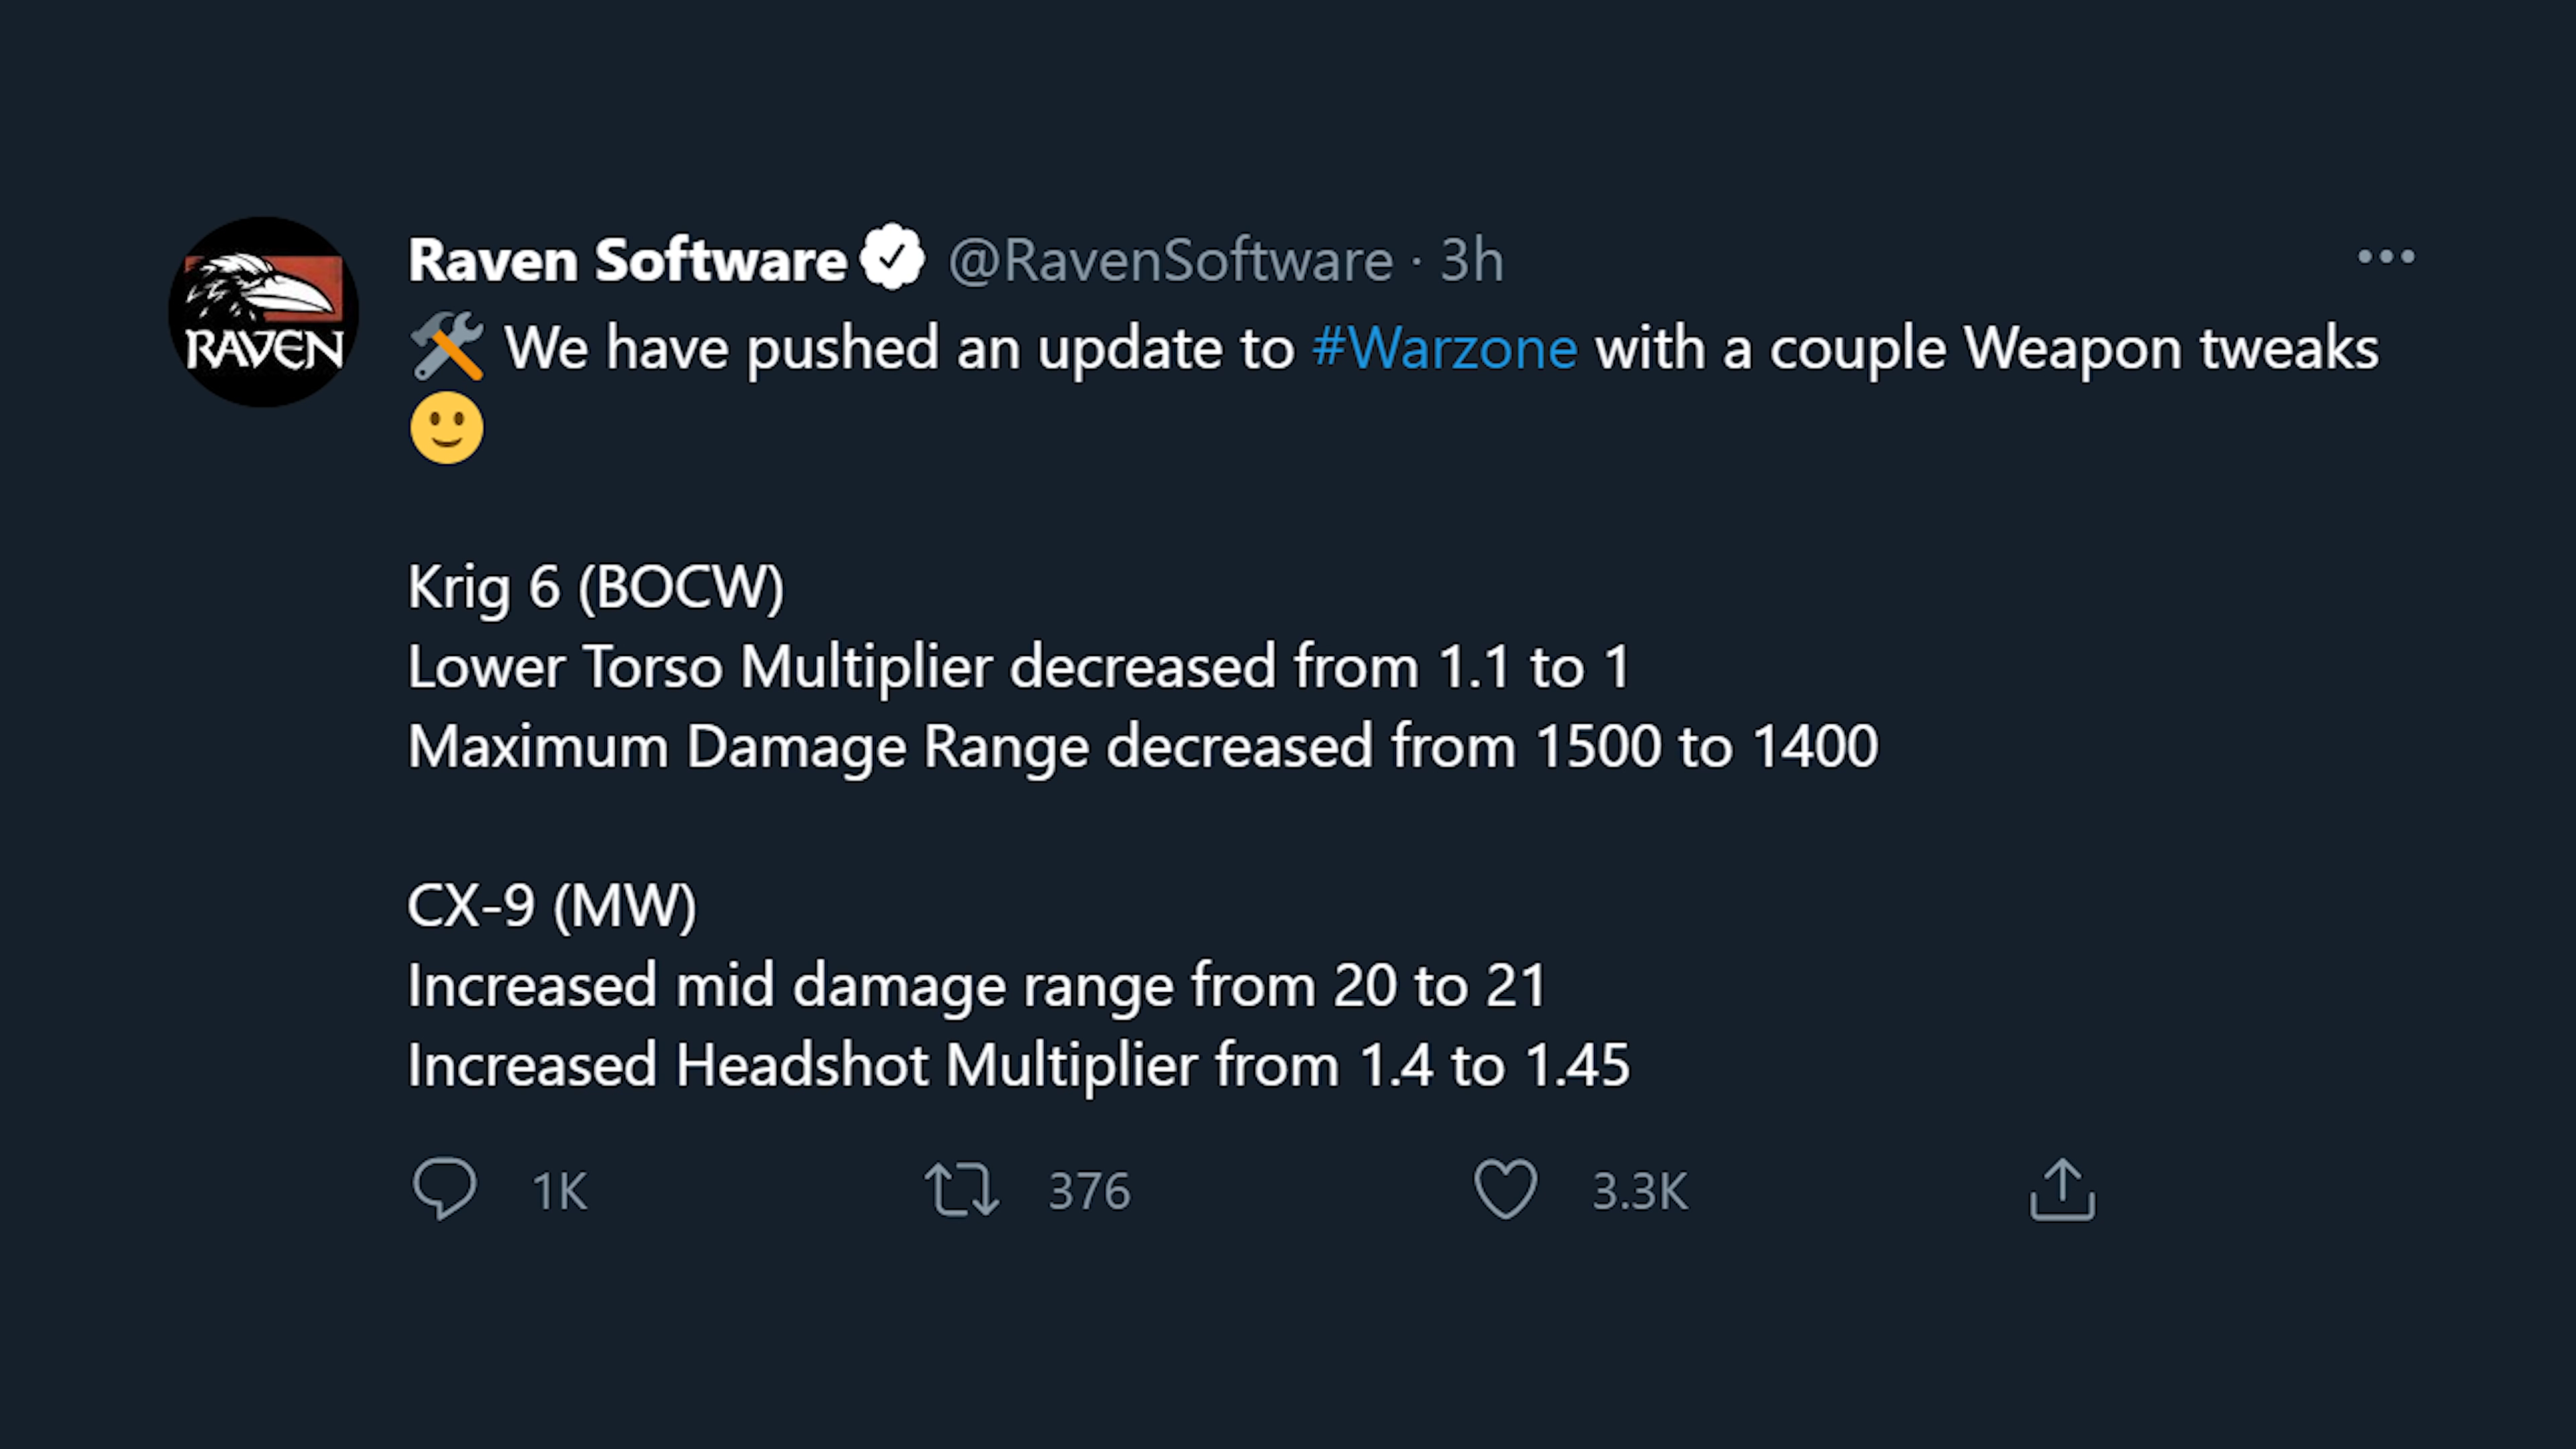 RAVEN
Raven Software @RavenSoftware · 3h
🛠 We have pushed an update to #Warzone with a couple Weapon tweaks
🙂
Krig 6 (BOCW)
Lower Torso Multiplier decreased from 1.1 to 1
Maximum Damage Range decreased from 1500 to 1400
CX-9 (MW)
Increased mid damage range from 20 to 21
Increased Headshot Multiplier from 1.4 to 1.45
1K 376 3.3K